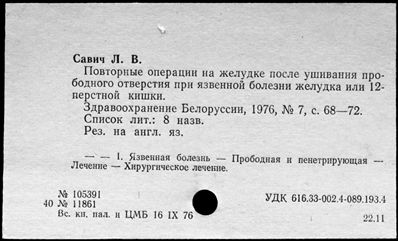 Савич Л. В.
Повторные операции на желудке после ушивания про-
бодного отверстия при язвенной болезни желудка или 12-
перстной кишки.
Здравоохранение Белоруссии, 1976, № 7, с. 68—72.
Список лит.: 8 назв.
Рез. на англ. яз.
— — 1. Язвенная болезнь — Прободная и пенетрирующая —
Лечение — Хирургическое лечение.
№ 105391
40 № 11861
УДК 616.33-002.4-089.193.4
Вс. кн. пал. и ЦМБ 16 IX 76
22.11